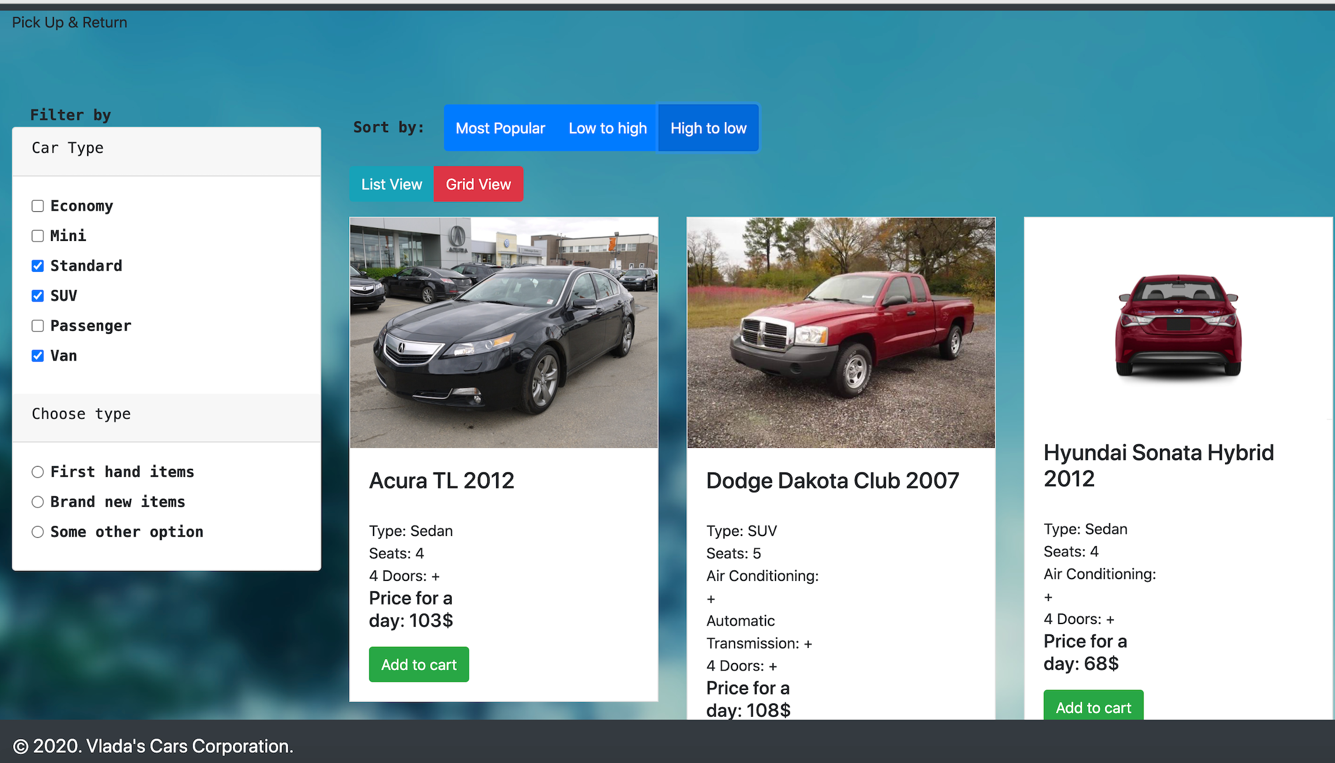 Pick Up & Return
Filter by
Car Type
Economy
Mini
Standard
SUV
Passenger
Van
Choose type
First hand items
Brand new items
Some other option
Sort by:
Most Popular
Low to high
High to low
List View
Grid View
ACURA
Acura TL 2012
Type: Sedan
Seats: 4
4 Doors: +
Price for a
day: 103$
Add to cart
Dodge Dakota Club 2007
Type: SUV
Seats: 5
Air Conditioning:
+
Automatic
Transmission: +
4 Doors: +
Price for a
day: 108$
Hyundai Sonata Hybrid
2012
Type: Sedan
Seats: 4
Air Conditioning:
+
4 Doors: +
Price for a
day: 68$
Add to cart
© 2020. Vlada's Cars Corporation.